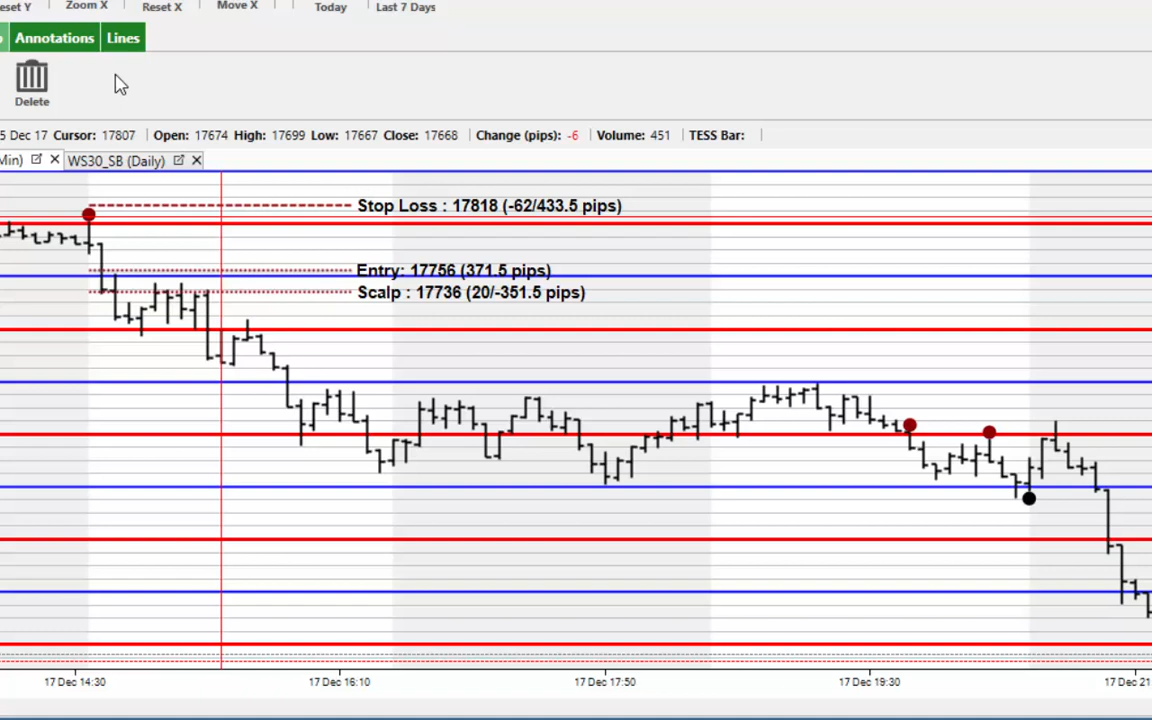 eset Y Zoom X Reset X Move X Today Last 7 Days
Annotations Lines
Delete
5 Dec 17 Cursor: 17807 Open: 17674 High: 17699 Low: 17667 Close: 17668 Change (pips): -6 Volume: 451 TESS Bar:
Min) WS30_SB (Daily)
Stop Loss : 17818 (-62/433.5 pips)
Entry: 17756 (371.5 pips)
Scalp : 17736 (20/-351.5 pips)
17 Dec 14:30 17 Dec 16:10 17 Dec 17:50 17 Dec 19:30 17 Dec 21